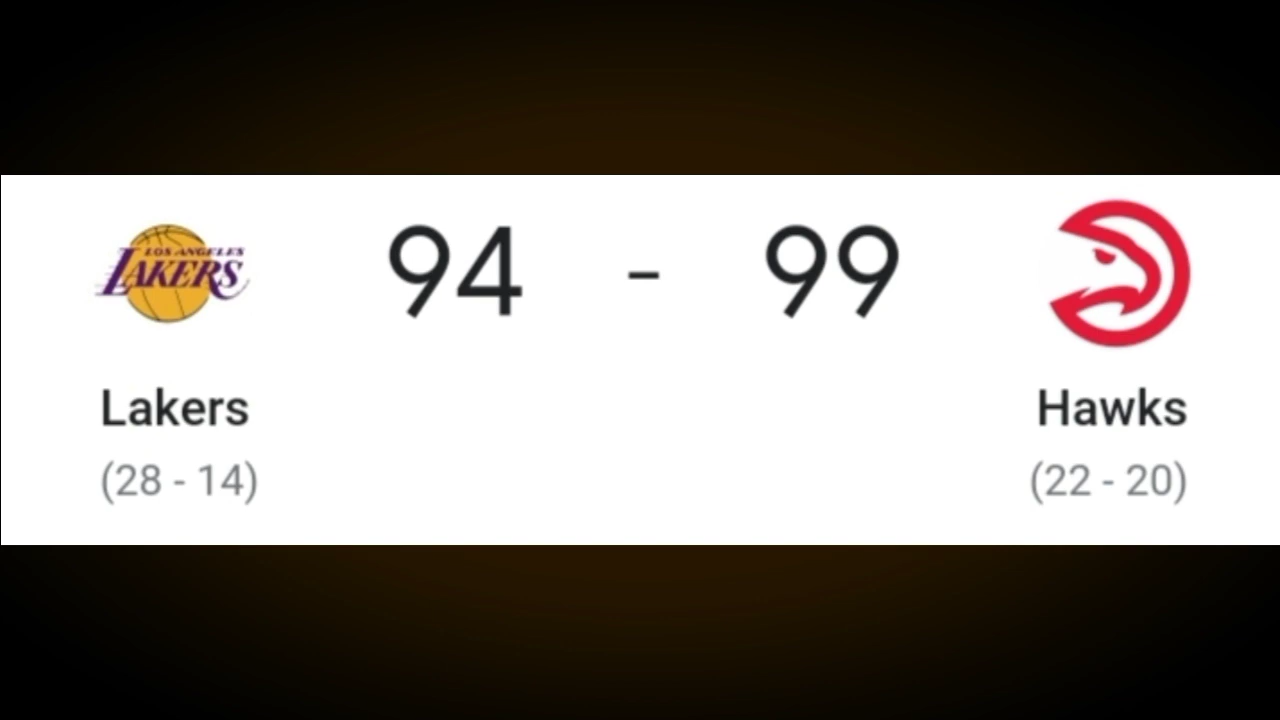 LOS ANGELES
LAKERS
94 - 99
Lakers
Hawks
(28 - 14)
(22 - 20)